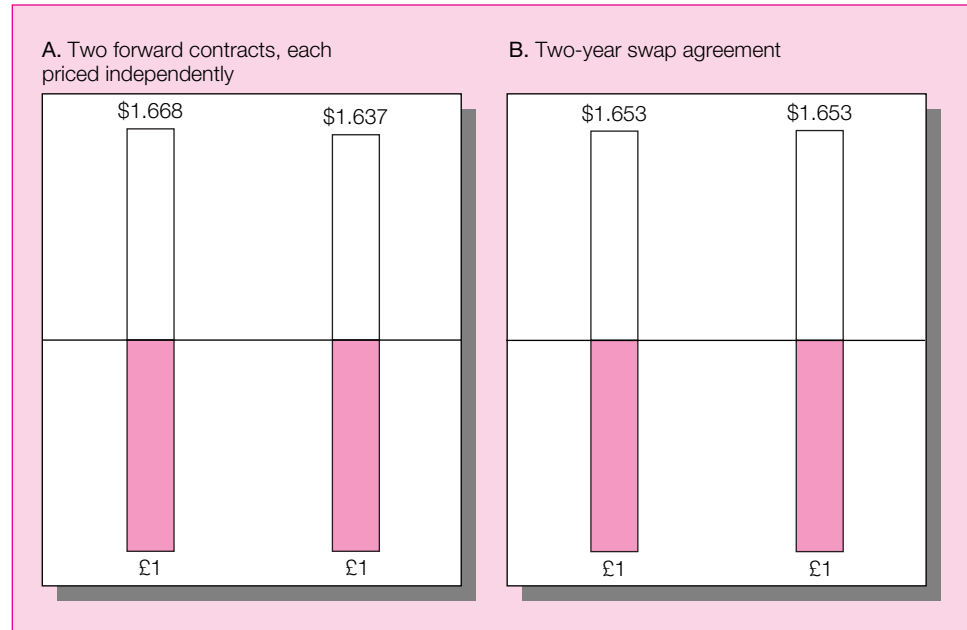 A. Two forward contracts, each
priced independently
$1.668
$1.637
£1
£1
B. Two-year swap agreement
$1.653
$1.653
£1
£1